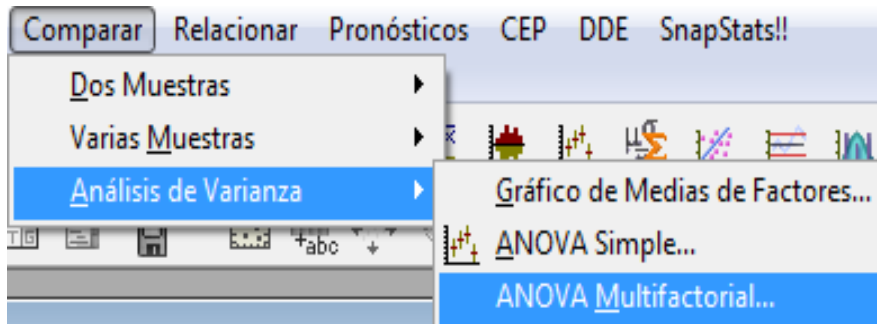 Comparar Relacionar Pronósticos CEP DDE SnapStats!!
Dos Muestras
Varias Muestras
Análisis de Varianza
Gráfico de Medias de Factores...
ANOVA Simple...
ANOVA Multifactorial...
abc